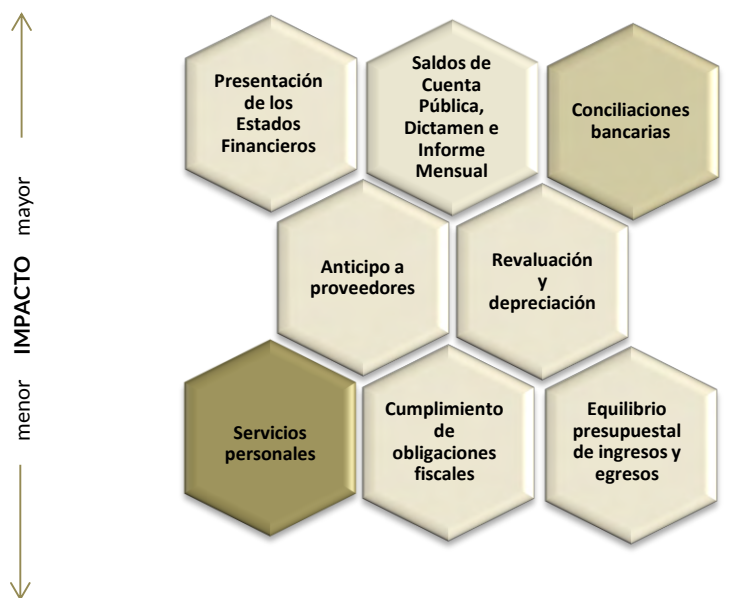 Presentación
de los
Estados
Financieros
Saldos de
Cuenta
Pública,
Dictamen e
Informe
Mensual
Conciliaciones
bancarias
Anticipo a
proveedores
Revaluación
y
depreciación
Servicios
personales
Cumplimiento
de
obligaciones
fiscales
Equilibrio
presupuestal
de ingresos y
egresos
menor IMPACTO mayor